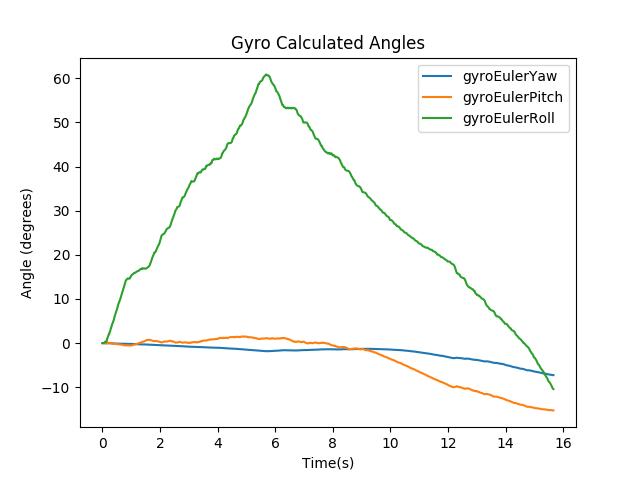 Gyro Calculated Angles
gyroEulerYaw
gyroEulerPitch
gyroEulerRoll
Angle (degrees)
60
50
40
30
20
10
0
−10
0 2 4 6 8 10 12 14 16
Time(s)